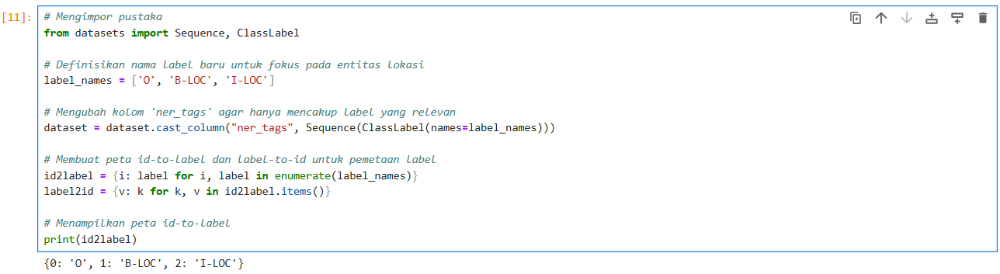 [11]:
# Mengimpor pustaka
from datasets import Sequence, ClassLabel
# Definisikan nama label baru untuk fokus pada entitas lokasi
label_names = ['O', 'B-LOC', 'I-LOC']
# Mengubah kolom 'ner_tags' agar hanya mencakup label yang relevan
dataset = dataset.cast_column("ner_tags", Sequence(ClassLabel(names=label_names)))
# Membuat peta id-to-label dan label-to-id untuk pemetaan label
id2label = {i: label for i, label in enumerate(label_names)}
label2id = {v: k for k, v in id2label.items()}
# Menampilkan peta id-to-label
print(id2label)
{0: 'O', 1: 'B-LOC', 2: 'I-LOC'}